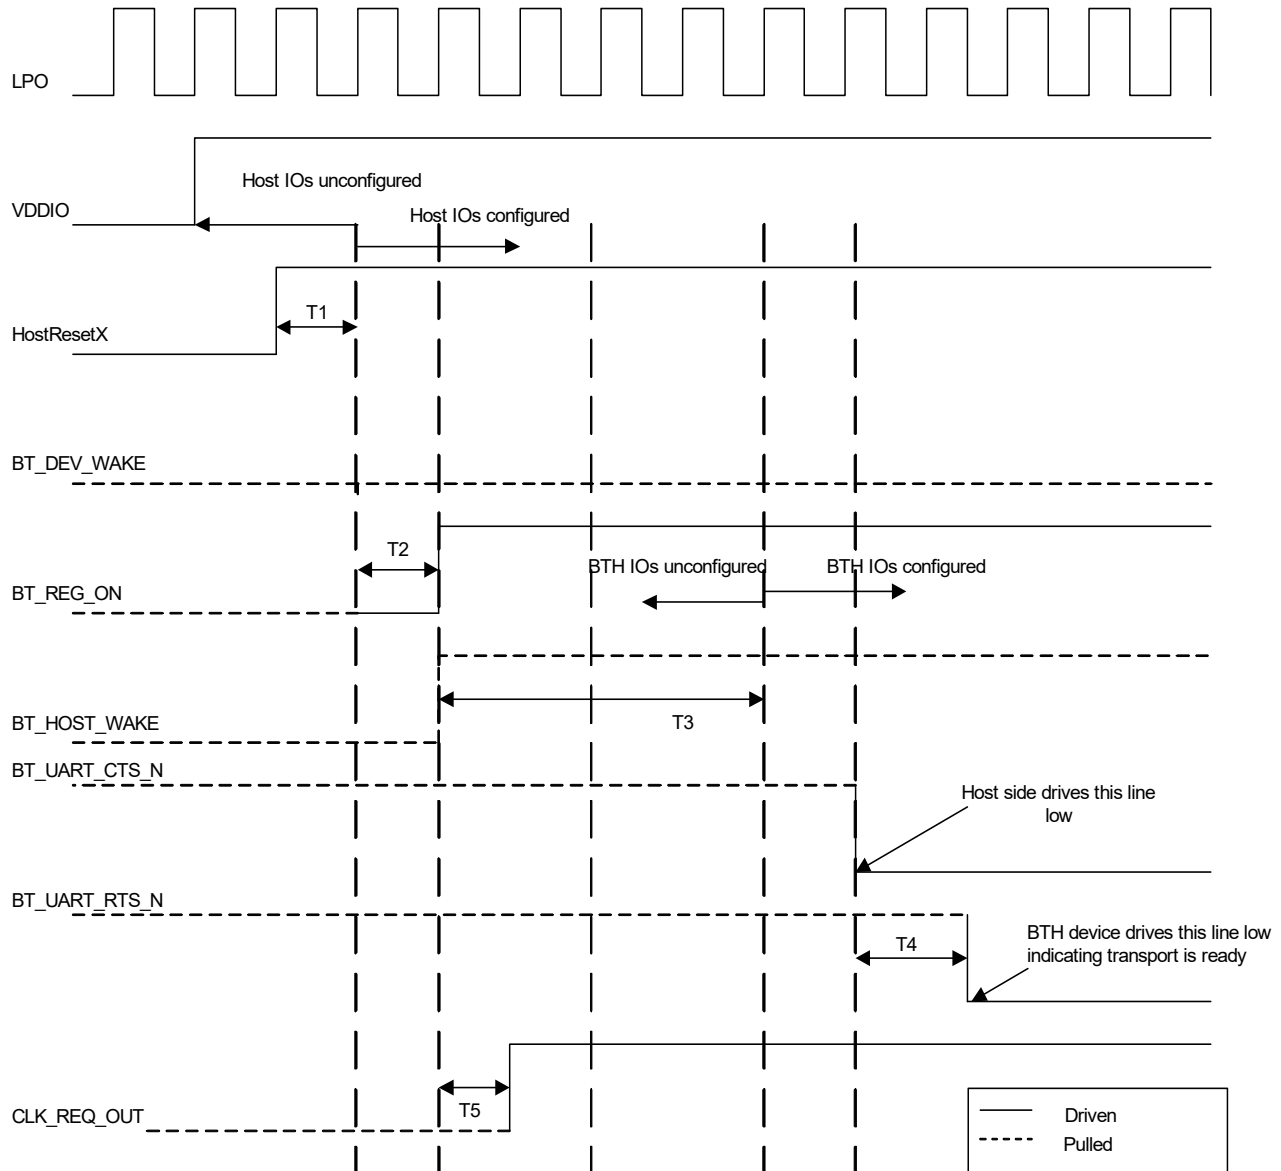 LPO
Host IOs unconfigured
VDDIO
Host IOs configured
T1
HostResetX
BT_DEV_WAKE
T2
BTH IOs unconfigured
BTH IOs configured
BT_REG_ON
BT_HOST_WAKE
T3
BT_UART_CTS_N
Host side drives this line
low
BT_UART_RTS_N
T4
BTH device drives this line low
indicating transport is ready
T5
CLK_REQ_OUT
Driven
Pulled